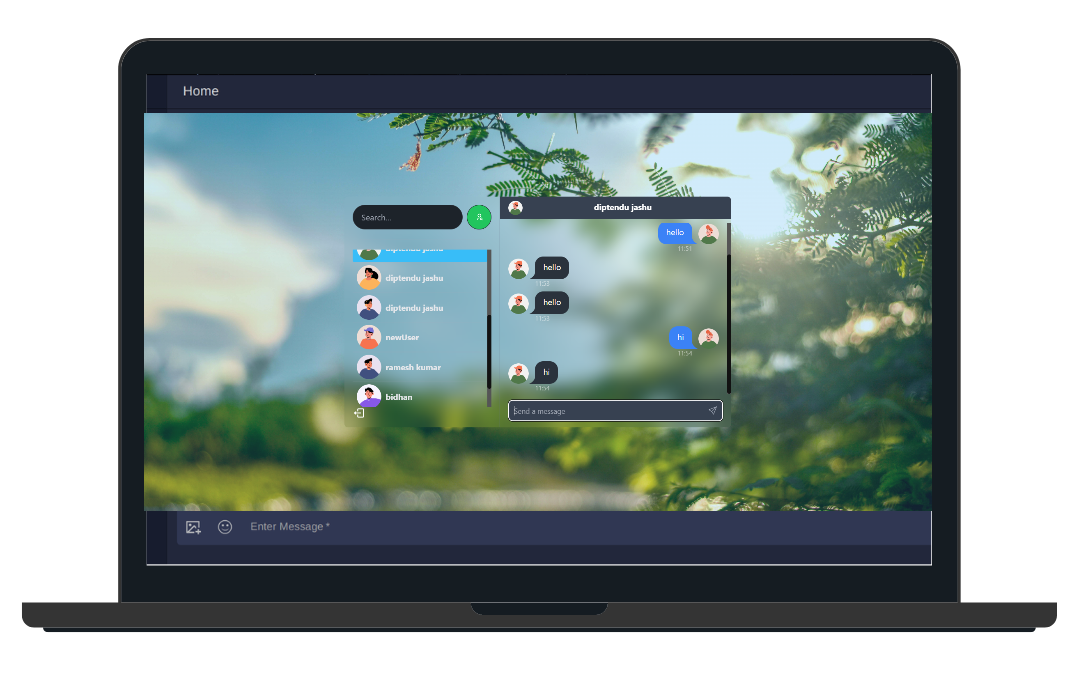 Home
Search...
diptendu jashu
diptendu jashu
diptendu jashu
newUser
ramesh kumar
bidhan
diptendu jashu
hello
11:51
hello
11:53
hello
11:53
hi
11:54
hi
11:54
Send a message
Enter Message *